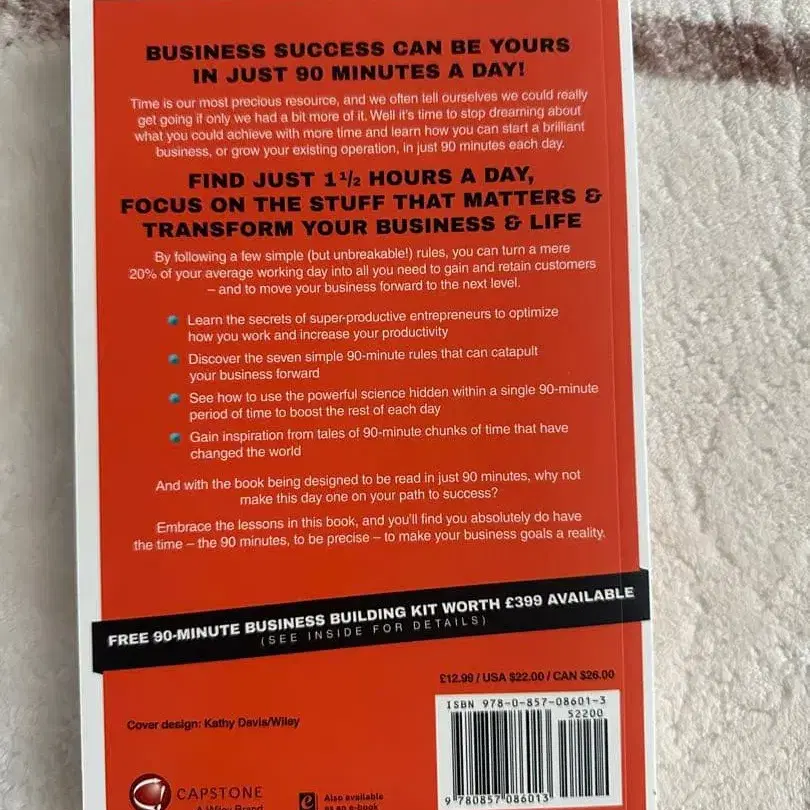 BUSINESS SUCCESS CAN BE YOURS
IN JUST 90 MINUTES A DAY!
Time is our most precious resource, and we often tell ourselves we could really
get going if only we had a bit more of it. Well it's time to stop dreaming about
what you could achieve with more time and learn how you can start a brilliant
business, or grow your existing operation, in just 90 minutes each day.
FIND JUST 1 1/2 HOURS A DAY,
FOCUS ON THE STUFF THAT MATTERS &
TRANSFORM YOUR BUSINESS & LIFE
By following a few simple (but unbreakable!) rules, you can turn a mere
20% of your average working day into all you need to gain and retain customers
– and to move your business forward to the next level.
Learn the secrets of super-productive entrepreneurs to optimize
how you work and increase your productivity
Discover the seven simple 90-minute rules that can catapult
your business forward
See how to use the powerful science hidden within a single 90-minute
period of time to boost the rest of each day
Gain inspiration from tales of 90-minute chunks of time that have
changed the world
And with the book being designed to be read in just 90 minutes, why not
make this day one on your path to success?
Embrace the lessons in this book, and you'll find you absolutely do have
the time – the 90 minutes, to be precise – to make your business goals a reality.
FREE 90-MINUTE BUSINESS BUILDING KIT WORTH £399 AVAILABLE
(SEE INSIDE FOR DETAILS)
£12.99 / USA $22.00 / CAN $26.00
ISBN 978-0-857-08601-3
52200
9 780857 086013
Cover design: Kathy Davis/Wiley
CAPSTONE
A Wiley Brand
e Also available
as an e-book